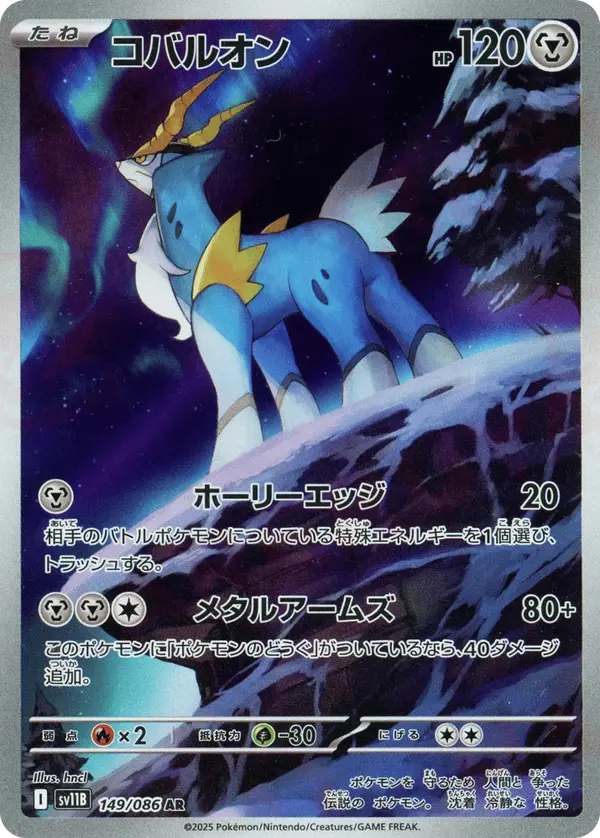 たね コバルオン HP 120
ホーリーエッジ 20
相手のバトルポケモンについている特殊エネルギーを1個選び、
トラッシュする。
メタルアームズ 80+
このポケモンに「ポケモンのどうぐ」がついているなら、40ダメージ
追加。
弱点 ×2 抵抗力 -30 にげる
Illus. hncl
I sv11B 149/086 AR
ポケモンを 守るため 人間と 争った
伝説の ポケモン。沈着 冷静な 性格。
©2025 Pokémon/Nintendo/Creatures/GAME FREAK.